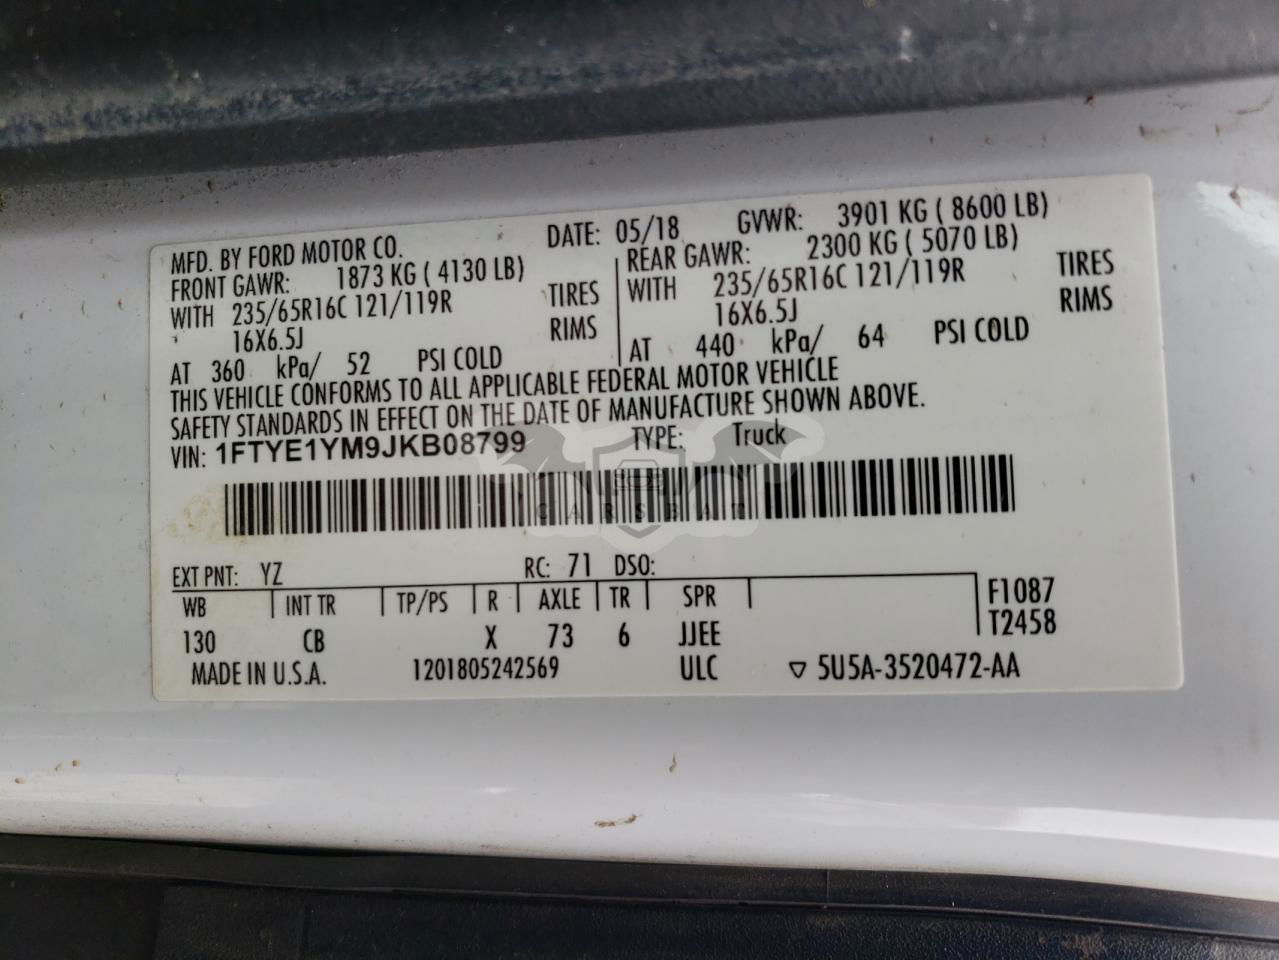 MFD. BY FORD MOTOR CO. DATE: 05/18 GVWR: 3901 KG ( 8600 LB)
FRONT GAWR: 1873 KG ( 4130 LB) REAR GAWR: 2300 KG ( 5070 LB)
WITH 235/65R16C 121/119R TIRES WITH 235/65R16C 121/119R TIRES
16X6.5J RIMS 16X6.5J RIMS
AT 360 kPa/ 52 PSI COLD AT 440 kPa/ 64 PSI COLD
THIS VEHICLE CONFORMS TO ALL APPLICABLE FEDERAL MOTOR VEHICLE
SAFETY STANDARDS IN EFFECT ON THE DATE OF MANUFACTURE SHOWN ABOVE.
VIN: 1FTYE1YM9JKB08799 TYPE: Truck
CARSBAT
EXT PNT: YZ RC: 71 DSO:
WB INT TR TP/PS R AXLE TR SPR F1087
130 CB X 73 6 JJEE T2458
MADE IN U.S.A. 1201805242569 ULC ▽ 5U5A-3520472-AA